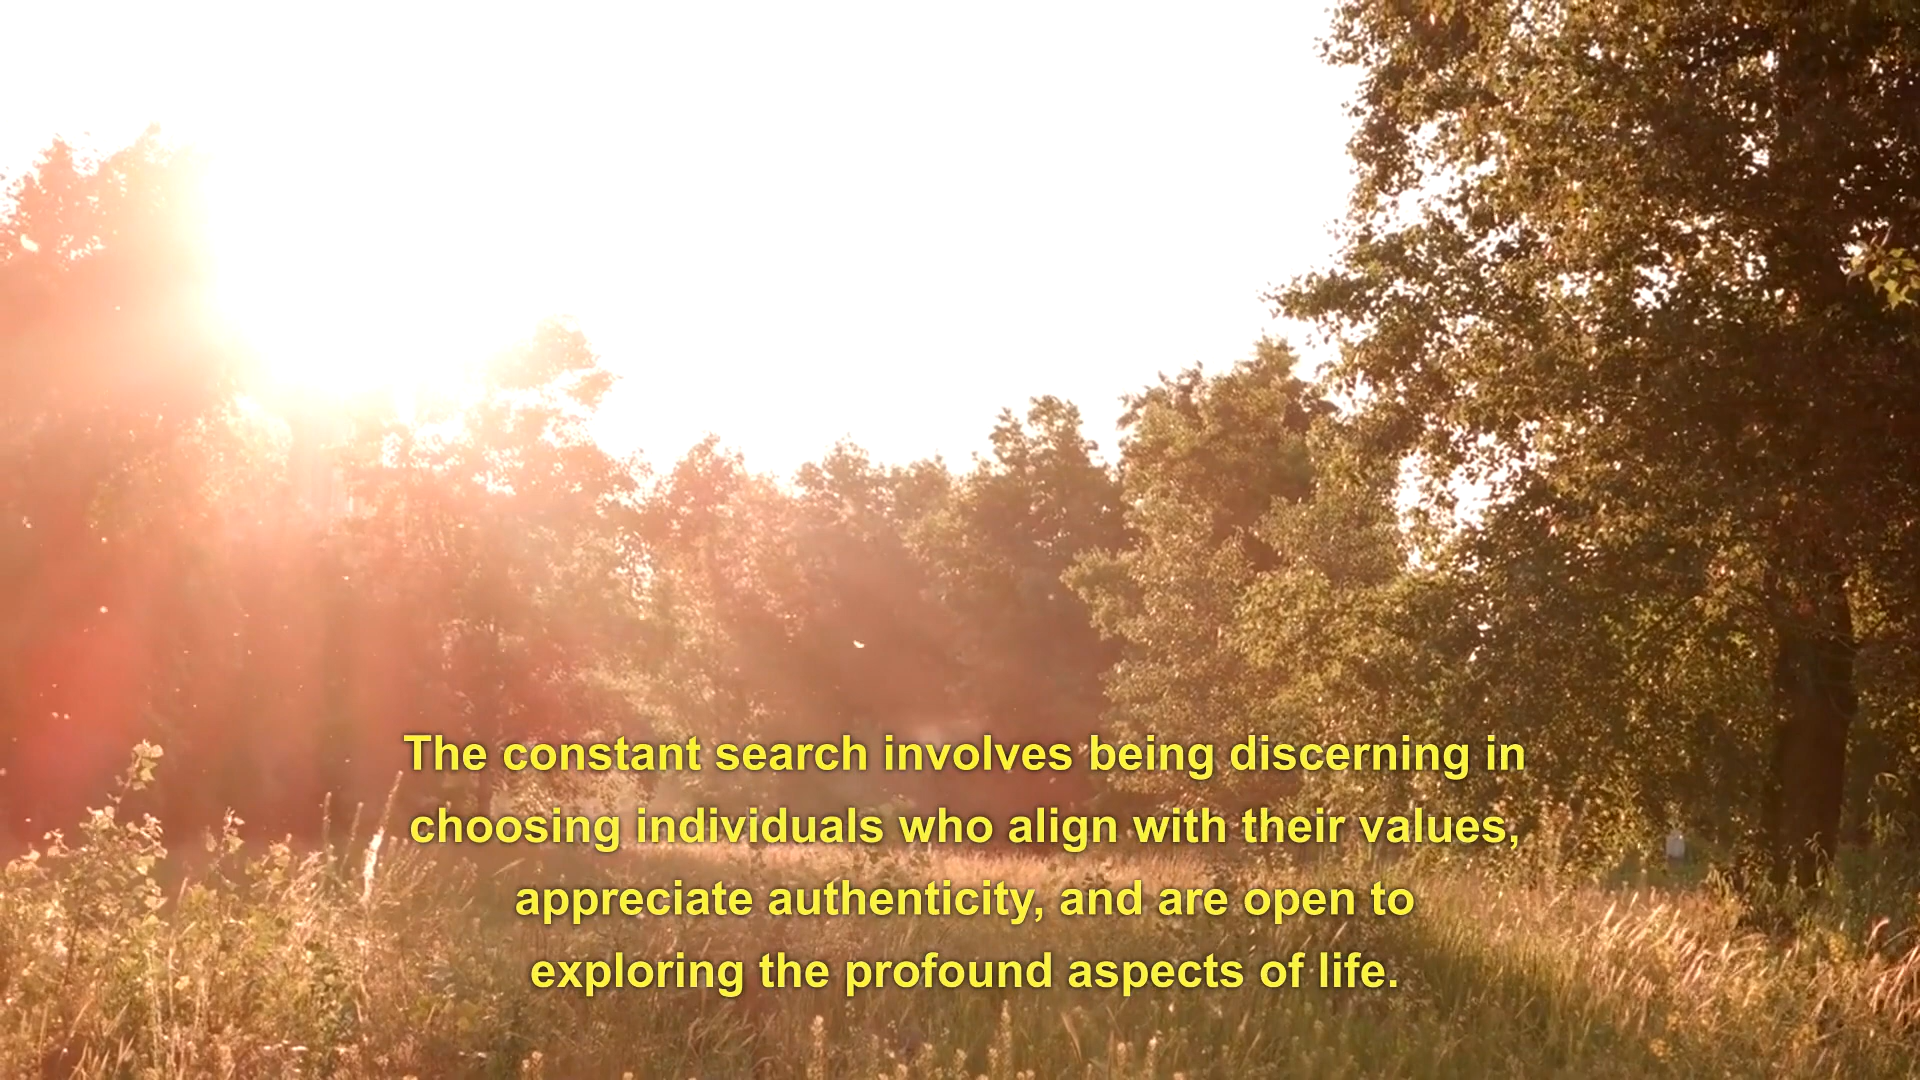 The constant search involves being discerning in
choosing individuals who align with their values,
appreciate authenticity, and are open to
exploring the profound aspects of life.